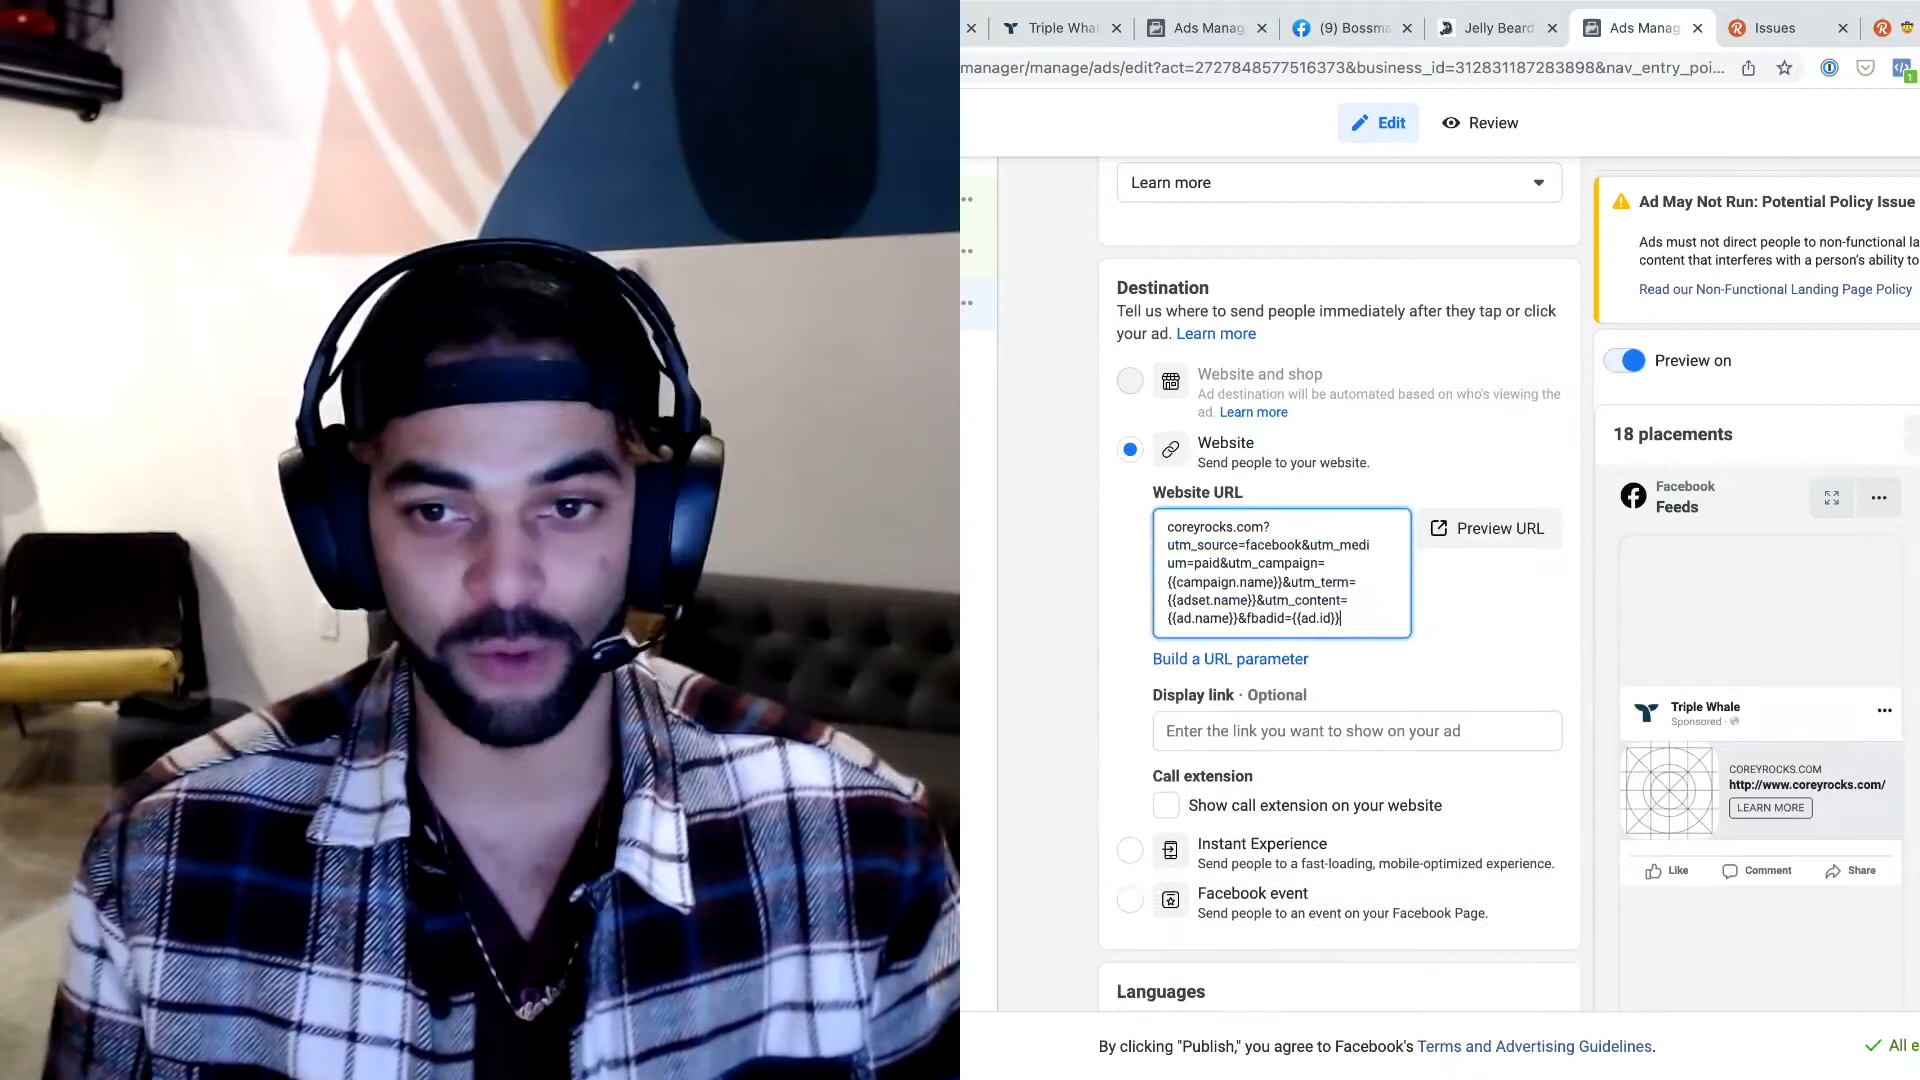 Triple Wha
Ads Manag
(9) Bossma
Jelly Beard
Ads Manag
Issues
manager/manage/ads/edit?act=2727848577516373&business_id=312831187283898&nav_entry_poi...
1
Edit
Review
Learn more
Ad May Not Run: Potential Policy Issue
Ads must not direct people to non-functional la
content that interferes with a person's ability to
Read our Non-Functional Landing Page Policy
Destination
Tell us where to send people immediately after they tap or click
your ad. Learn more
Website and shop
Ad destination will be automated based on who's viewing the
ad. Learn more
Website
Send people to your website.
Website URL
coreyrocks.com?
utm_source=facebook&utm_medi
um=paid&utm_campaign=
{{campaign.name}}&utm_term=
{{adset.name}}&utm_content=
{{ad.name}}&fbadid={{ad.id}}
Preview URL
Build a URL parameter
Display link · Optional
Enter the link you want to show on your ad
Call extension
Show call extension on your website
Instant Experience
Send people to a fast-loading, mobile-optimized experience.
Facebook event
Send people to an event on your Facebook Page.
Languages
Preview on
18 placements
Facebook
Feeds
Triple Whale
Sponsored ·
COREYROCKS.COM
http://www.coreyrocks.com/
LEARN MORE
Like
Comment
Share
By clicking "Publish," you agree to Facebook's Terms and Advertising Guidelines.
All e